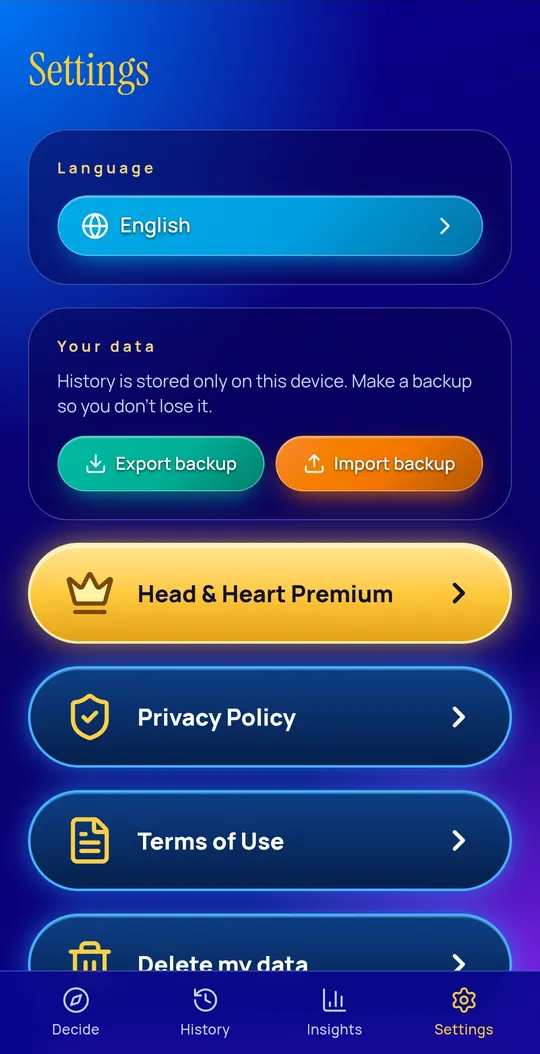 Settings
Language
English
Your data
History is stored only on this device. Make a backup
so you don't lose it.
Export backup
Import backup
Head & Heart Premium
Privacy Policy
Terms of Use
Delete my data
Decide
History
Insights
Settings